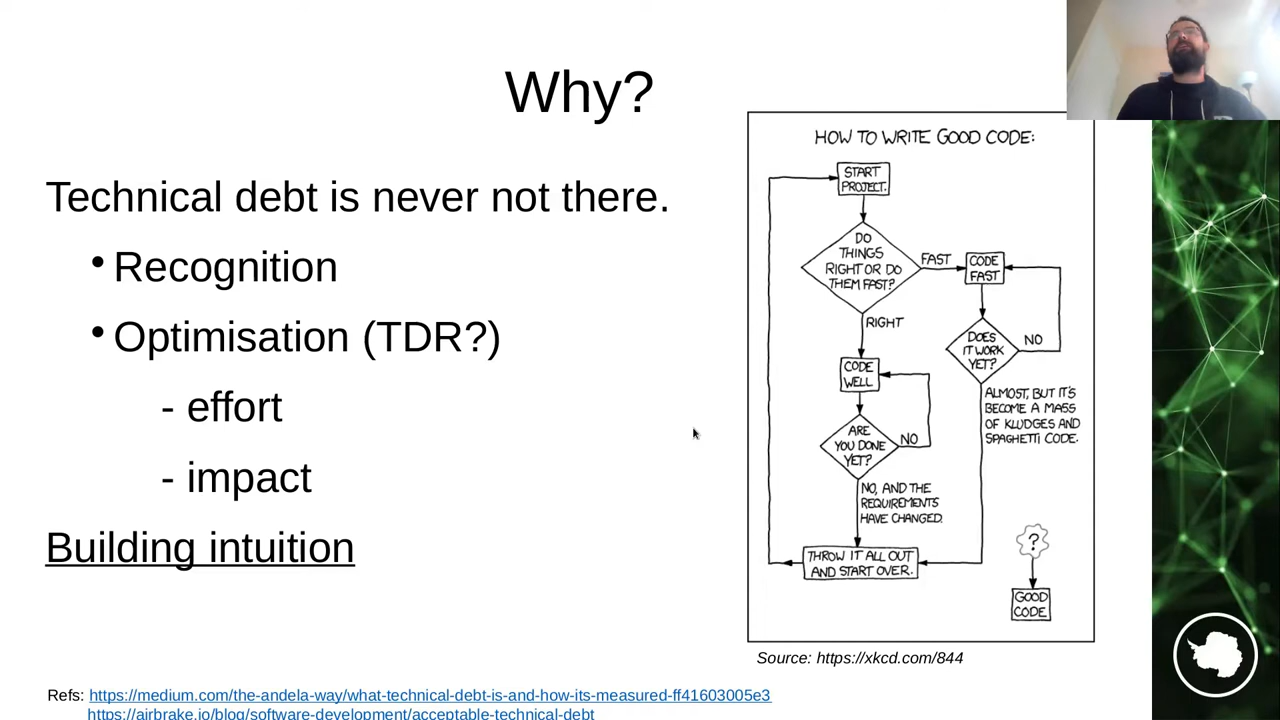 Why?
Technical debt is never not there.
• Recognition
• Optimisation (TDR?)
- effort
- impact
Building intuition
HOW TO WRITE GOOD CODE:
START
PROJECT.
DO
THINGS
RIGHT OR DO
THEM FAST?
FAST
CODE
FAST
RIGHT
DOES
IT WORK
YET?
NO
CODE
WELL
ALMOST, BUT IT'S
BECOME A MASS
OF KLUDGES AND
SPAGHETTI CODE.
ARE
YOU DONE
YET?
NO
NO, AND THE
REQUIREMENTS
HAVE CHANGED.
THROW IT ALL OUT
AND START OVER.
?
GOOD
CODE
Source: https://xkcd.com/844
Refs: https://medium.com/the-andela-way/what-technical-debt-is-and-how-its-measured-ff41603005e3
https://airbrake.io/blog/software-development/acceptable-technical-debt